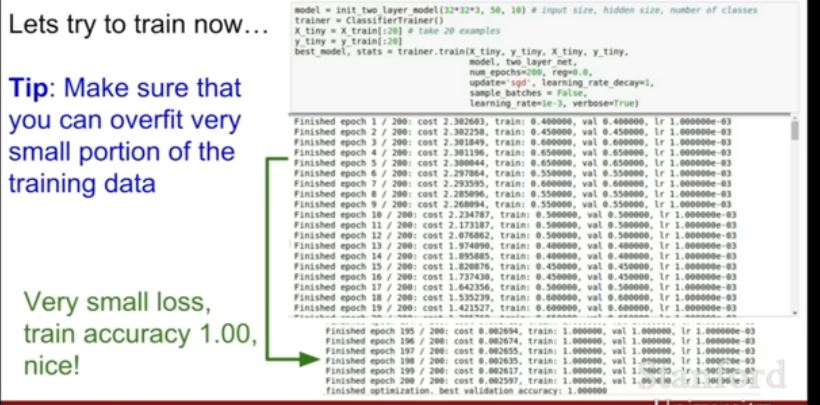 Lets try to train now…
Tip: Make sure that
you can overfit very
small portion of the
training data
Very small loss,
train accuracy 1.00,
nice!
model = init_two_layer_model(32*32*3, 50, 10) # input size, hidden size, number of classes
trainer = ClassifierTrainer()
X_tiny = X_train[:20] # take 20 examples
y_tiny = y_train[:20]
best_model, stats = trainer.train(X_tiny, y_tiny, X_tiny, y_tiny,
model, two_layer_net,
num_epochs=200, reg=0.0,
update='sgd', learning_rate_decay=1,
sample_batches = False,
learning_rate=1e-3, verbose=True)
Finished epoch 1 / 200: cost 2.302603, train: 0.400000, val 0.400000, lr 1.000000e-03
Finished epoch 2 / 200: cost 2.302258, train: 0.450000, val 0.450000, lr 1.000000e-03
Finished epoch 3 / 200: cost 2.301849, train: 0.600000, val 0.600000, lr 1.000000e-03
Finished epoch 4 / 200: cost 2.301196, train: 0.650000, val 0.650000, lr 1.000000e-03
Finished epoch 5 / 200: cost 2.300044, train: 0.650000, val 0.650000, lr 1.000000e-03
Finished epoch 6 / 200: cost 2.297864, train: 0.550000, val 0.550000, lr 1.000000e-03
Finished epoch 7 / 200: cost 2.293595, train: 0.600000, val 0.600000, lr 1.000000e-03
Finished epoch 8 / 200: cost 2.285096, train: 0.550000, val 0.550000, lr 1.000000e-03
Finished epoch 9 / 200: cost 2.268094, train: 0.550000, val 0.550000, lr 1.000000e-03
Finished epoch 10 / 200: cost 2.234787, train: 0.500000, val 0.500000, lr 1.000000e-03
Finished epoch 11 / 200: cost 2.173187, train: 0.500000, val 0.500000, lr 1.000000e-03
Finished epoch 12 / 200: cost 2.076862, train: 0.500000, val 0.500000, lr 1.000000e-03
Finished epoch 13 / 200: cost 1.974090, train: 0.400000, val 0.400000, lr 1.000000e-03
Finished epoch 14 / 200: cost 1.895885, train: 0.400000, val 0.400000, lr 1.000000e-03
Finished epoch 15 / 200: cost 1.820876, train: 0.450000, val 0.450000, lr 1.000000e-03
Finished epoch 16 / 200: cost 1.737430, train: 0.450000, val 0.450000, lr 1.000000e-03
Finished epoch 17 / 200: cost 1.642356, train: 0.500000, val 0.500000, lr 1.000000e-03
Finished epoch 18 / 200: cost 1.535239, train: 0.600000, val 0.600000, lr 1.000000e-03
Finished epoch 19 / 200: cost 1.421527, train: 0.600000, val 0.600000, lr 1.000000e-03
Finished epoch 195 / 200: cost 0.002694, train: 1.000000, val 1.000000, lr 1.000000e-03
Finished epoch 196 / 200: cost 0.002674, train: 1.000000, val 1.000000, lr 1.000000e-03
Finished epoch 197 / 200: cost 0.002655, train: 1.000000, val 1.000000, lr 1.000000e-03
Finished epoch 198 / 200: cost 0.002635, train: 1.000000, val 1.000000, lr 1.000000e-03
Finished epoch 199 / 200: cost 0.002617, train: 1.000000, val 1.000000, lr 1.000000e-03
Finished epoch 200 / 200: cost 0.002597, train: 1.000000, val 1.000000, lr 1.000000e-03
finished optimization. best validation accuracy: 1.000000
Stanford